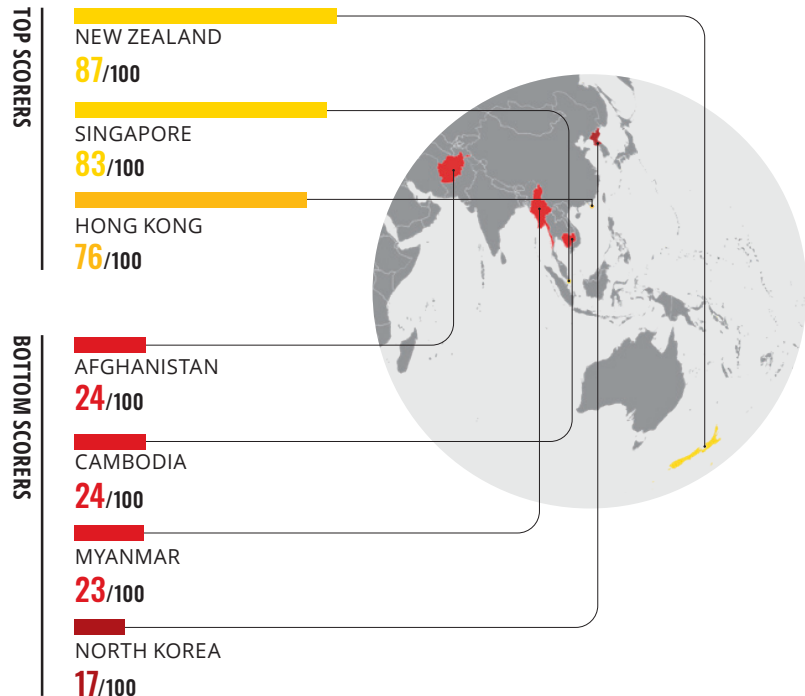 TOP SCORERS
NEW ZEALAND
87/100
SINGAPORE
83/100
HONG KONG
76/100
BOTTOM SCORERS
AFGHANISTAN
24/100
CAMBODIA
24/100
MYANMAR
23/100
NORTH KOREA
17/100